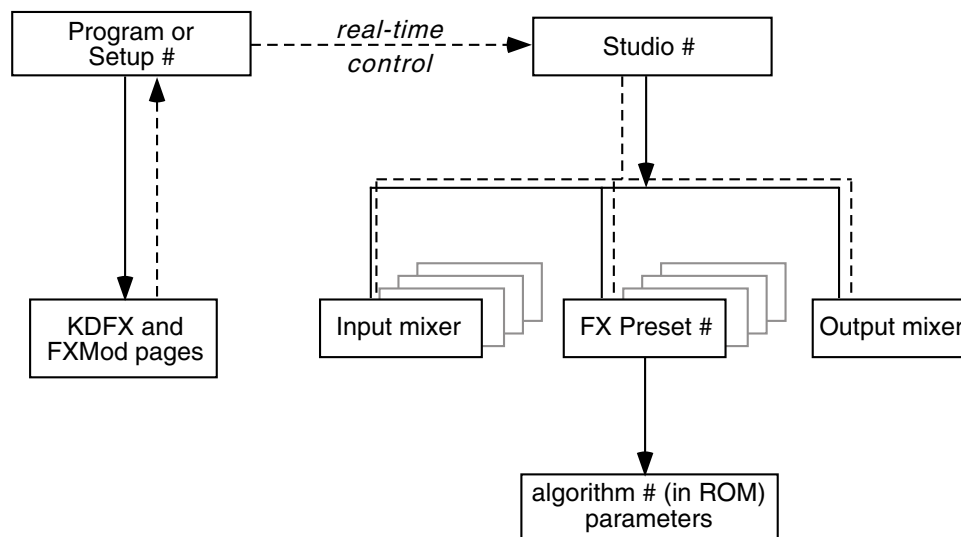 Program or
Setup #
real-time
control
Studio #
KDFX and
FXMod pages
Input mixer
FX Preset #
Output mixer
algorithm # (in ROM)
parameters